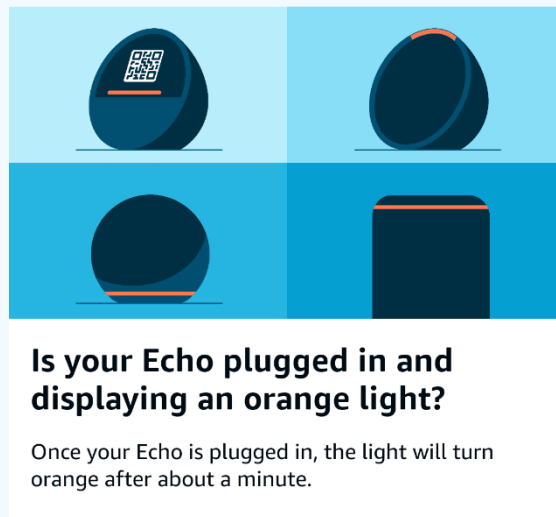 Is your Echo plugged in and
displaying an orange light?
Once your Echo is plugged in, the light will turn
orange after about a minute.